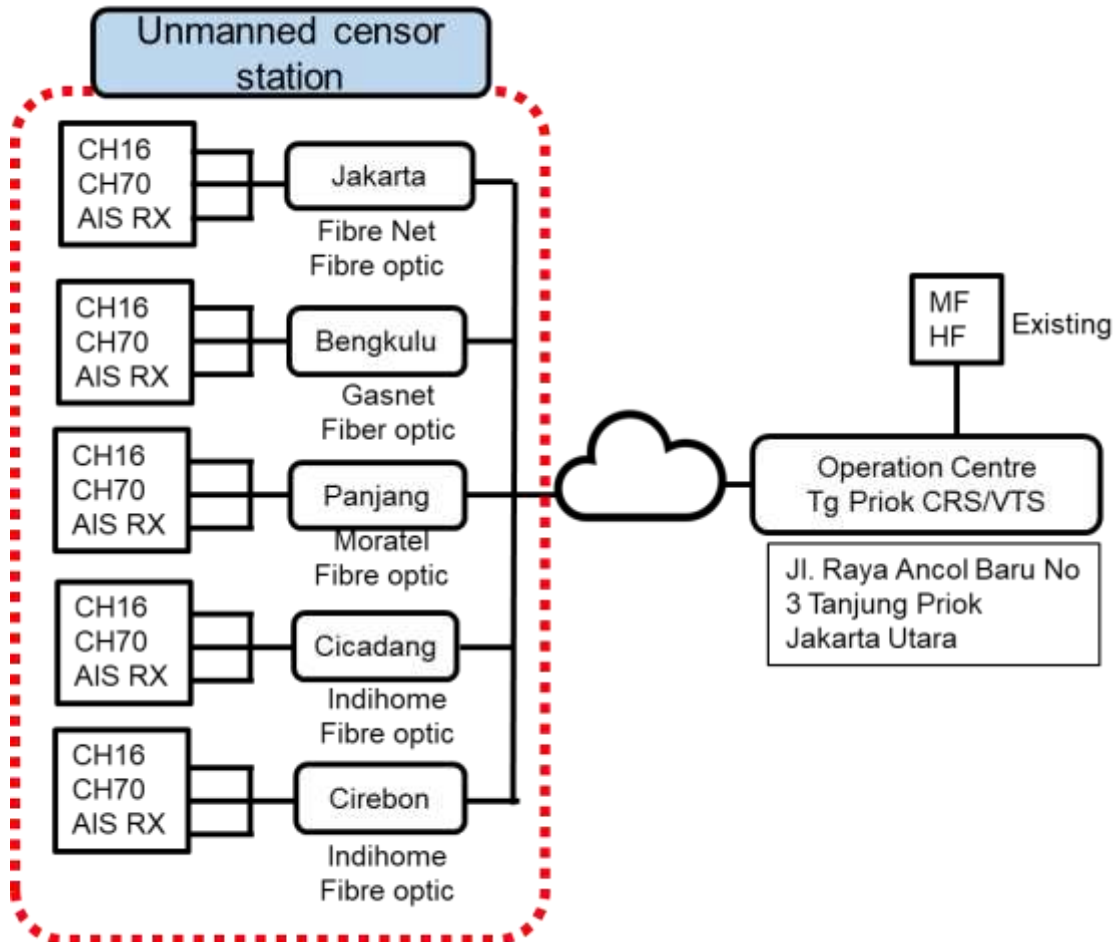 Unmanned censor
station
CH16
CH70
AIS RX
Jakarta
Fibre Net
Fibre optic
CH16
CH70
AIS RX
Bengkulu
Gasnet
Fiber optic
CH16
CH70
AIS RX
Panjang
Moratel
Fibre optic
CH16
CH70
AIS RX
Cicadang
Indihome
Fibre optic
CH16
CH70
AIS RX
Cirebon
Indihome
Fibre optic
MF
HF
Existing
Operation Centre
Tg Priok CRS/VTS
Jl. Raya Ancol Baru No
3 Tanjung Priok
Jakarta Utara